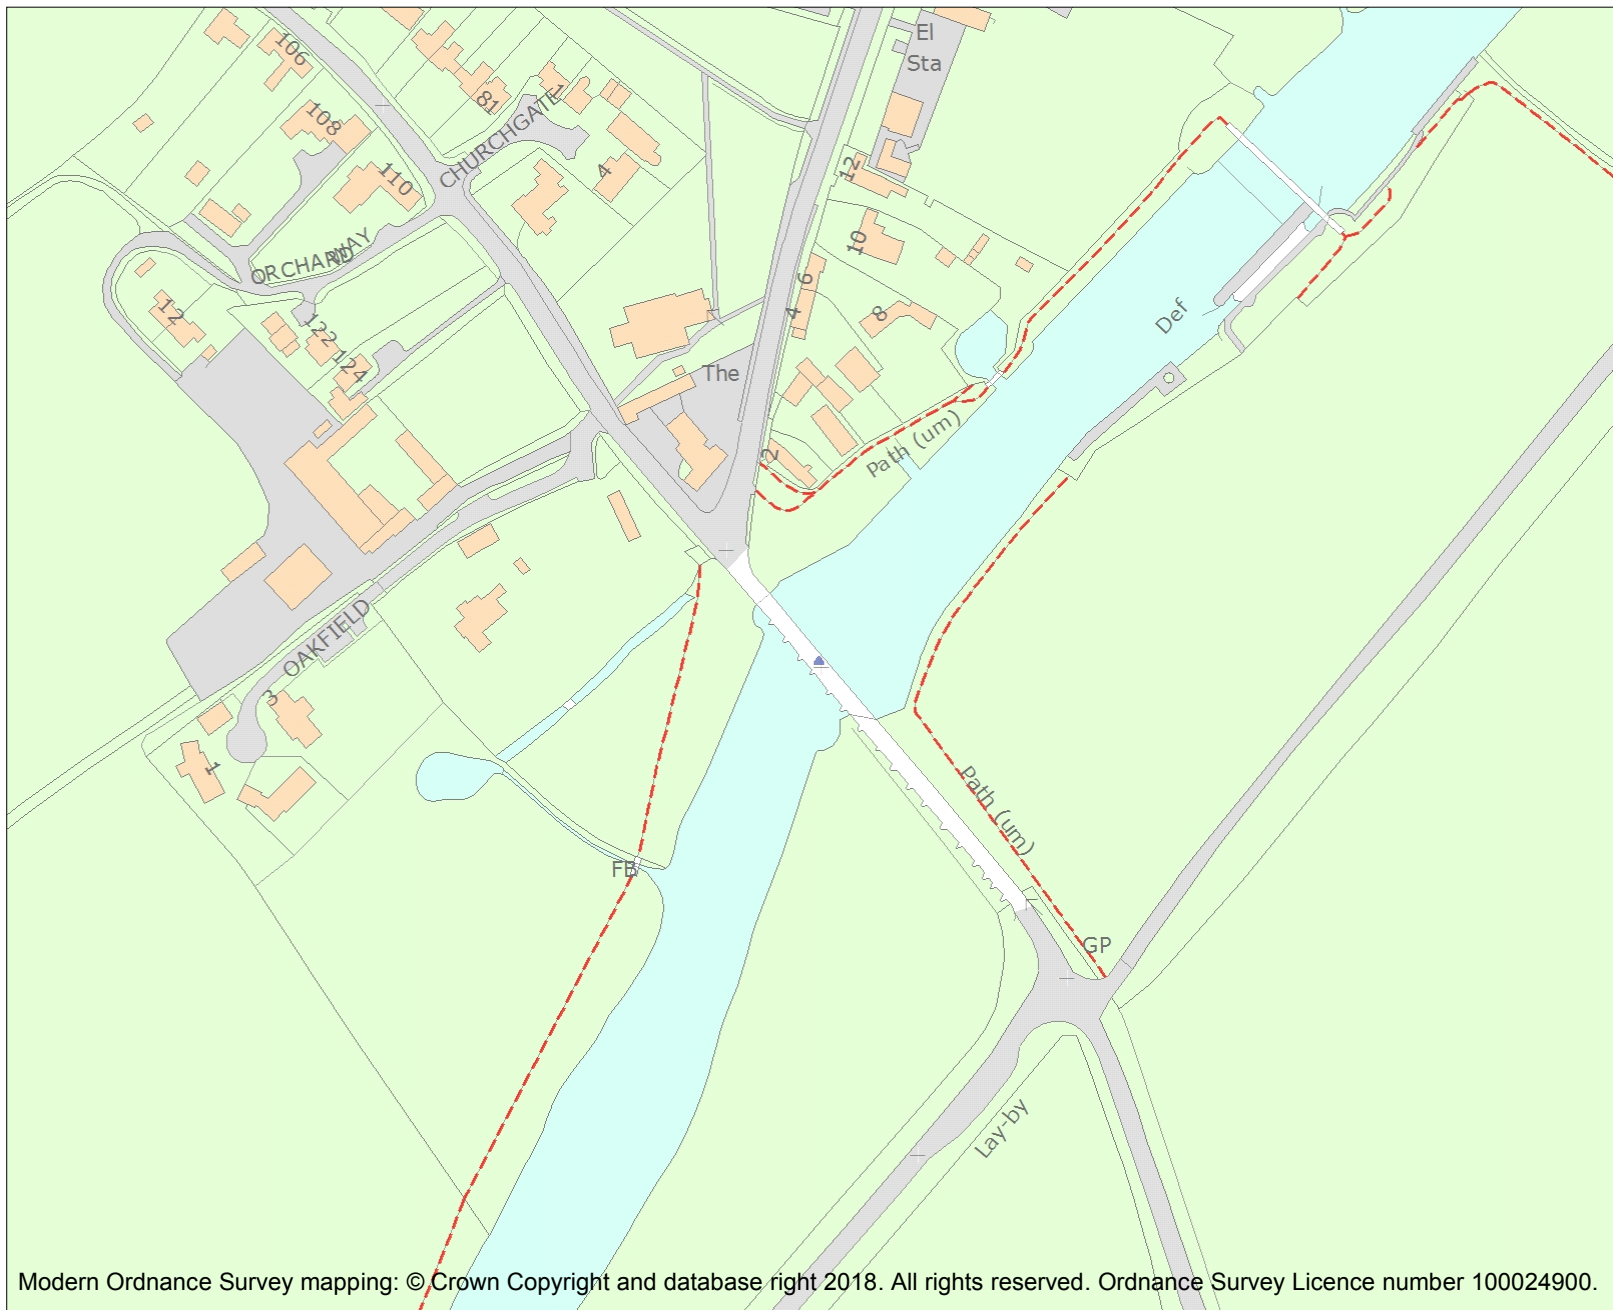 El
Sta
106
81
1
108
CHURCHGATE
110
4
12
10
ORCHARD
WAY
6
4
8
12
122
124
Def
The
2
Path (um)
OAKFIELD
3
1
Path (um)
FB
GP
Lay-by
Modern Ordnance Survey mapping: © Crown Copyright and database right 2018. All rights reserved. Ordnance Survey Licence number 100024900.